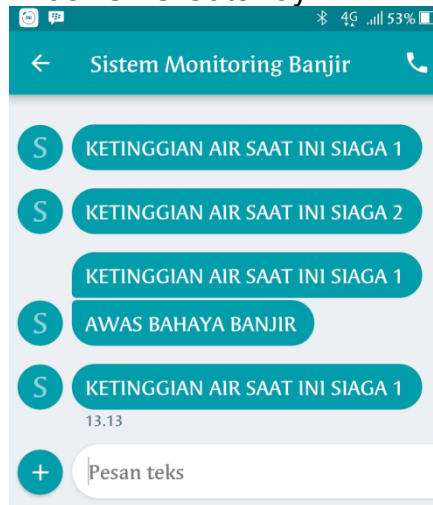 4G 53%
Sistem Monitoring Banjir
S KETINGGIAN AIR SAAT INI SIAGA 1
S KETINGGIAN AIR SAAT INI SIAGA 2
KETINGGIAN AIR SAAT INI SIAGA 1
S AWAS BAHAYA BANJIR
S KETINGGIAN AIR SAAT INI SIAGA 1
13.13
+ Pesan teks